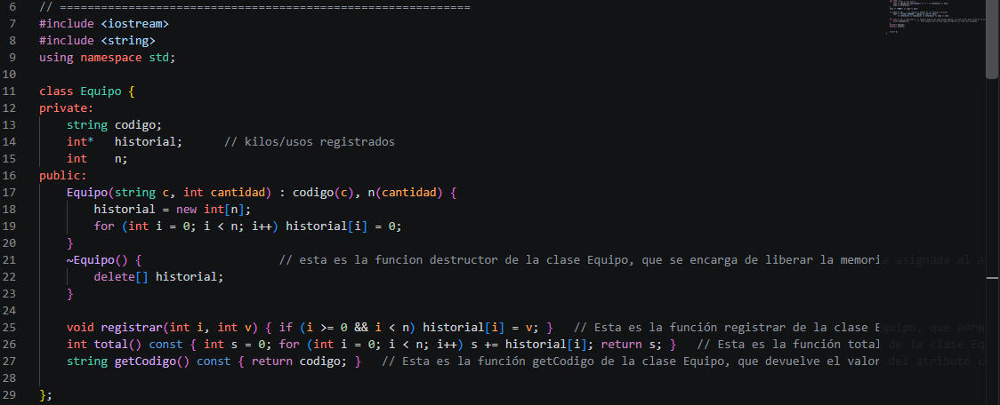 6 // ============================================================
7 #include <iostream>
8 #include <string>
9 using namespace std;
10
11 class Equipo {
12 private:
13     string codigo;
14     int*   historial;      // kilos/usos registrados
15     int    n;
16 public:
17     Equipo(string c, int cantidad) : codigo(c), n(cantidad) {
18         historial = new int[n];
19         for (int i = 0; i < n; i++) historial[i] = 0;
20     }
21     ~Equipo() {                    // esta es la funcion destructor de la clase Equipo, que se encarga de liberar la memoria asignada al
22         delete[] historial;
23     }
24
25     void registrar(int i, int v) { if (i >= 0 && i < n) historial[i] = v; }   // Esta es la función registrar de la clase Equipo, que
26     int total() const { int s = 0; for (int i = 0; i < n; i++) s += historial[i]; return s; }   // Esta es la función total de la clase
27     string getCodigo() const { return codigo; }   // Esta es la función getCodigo de la clase Equipo, que devuelve el valor del atributo
28
29 };